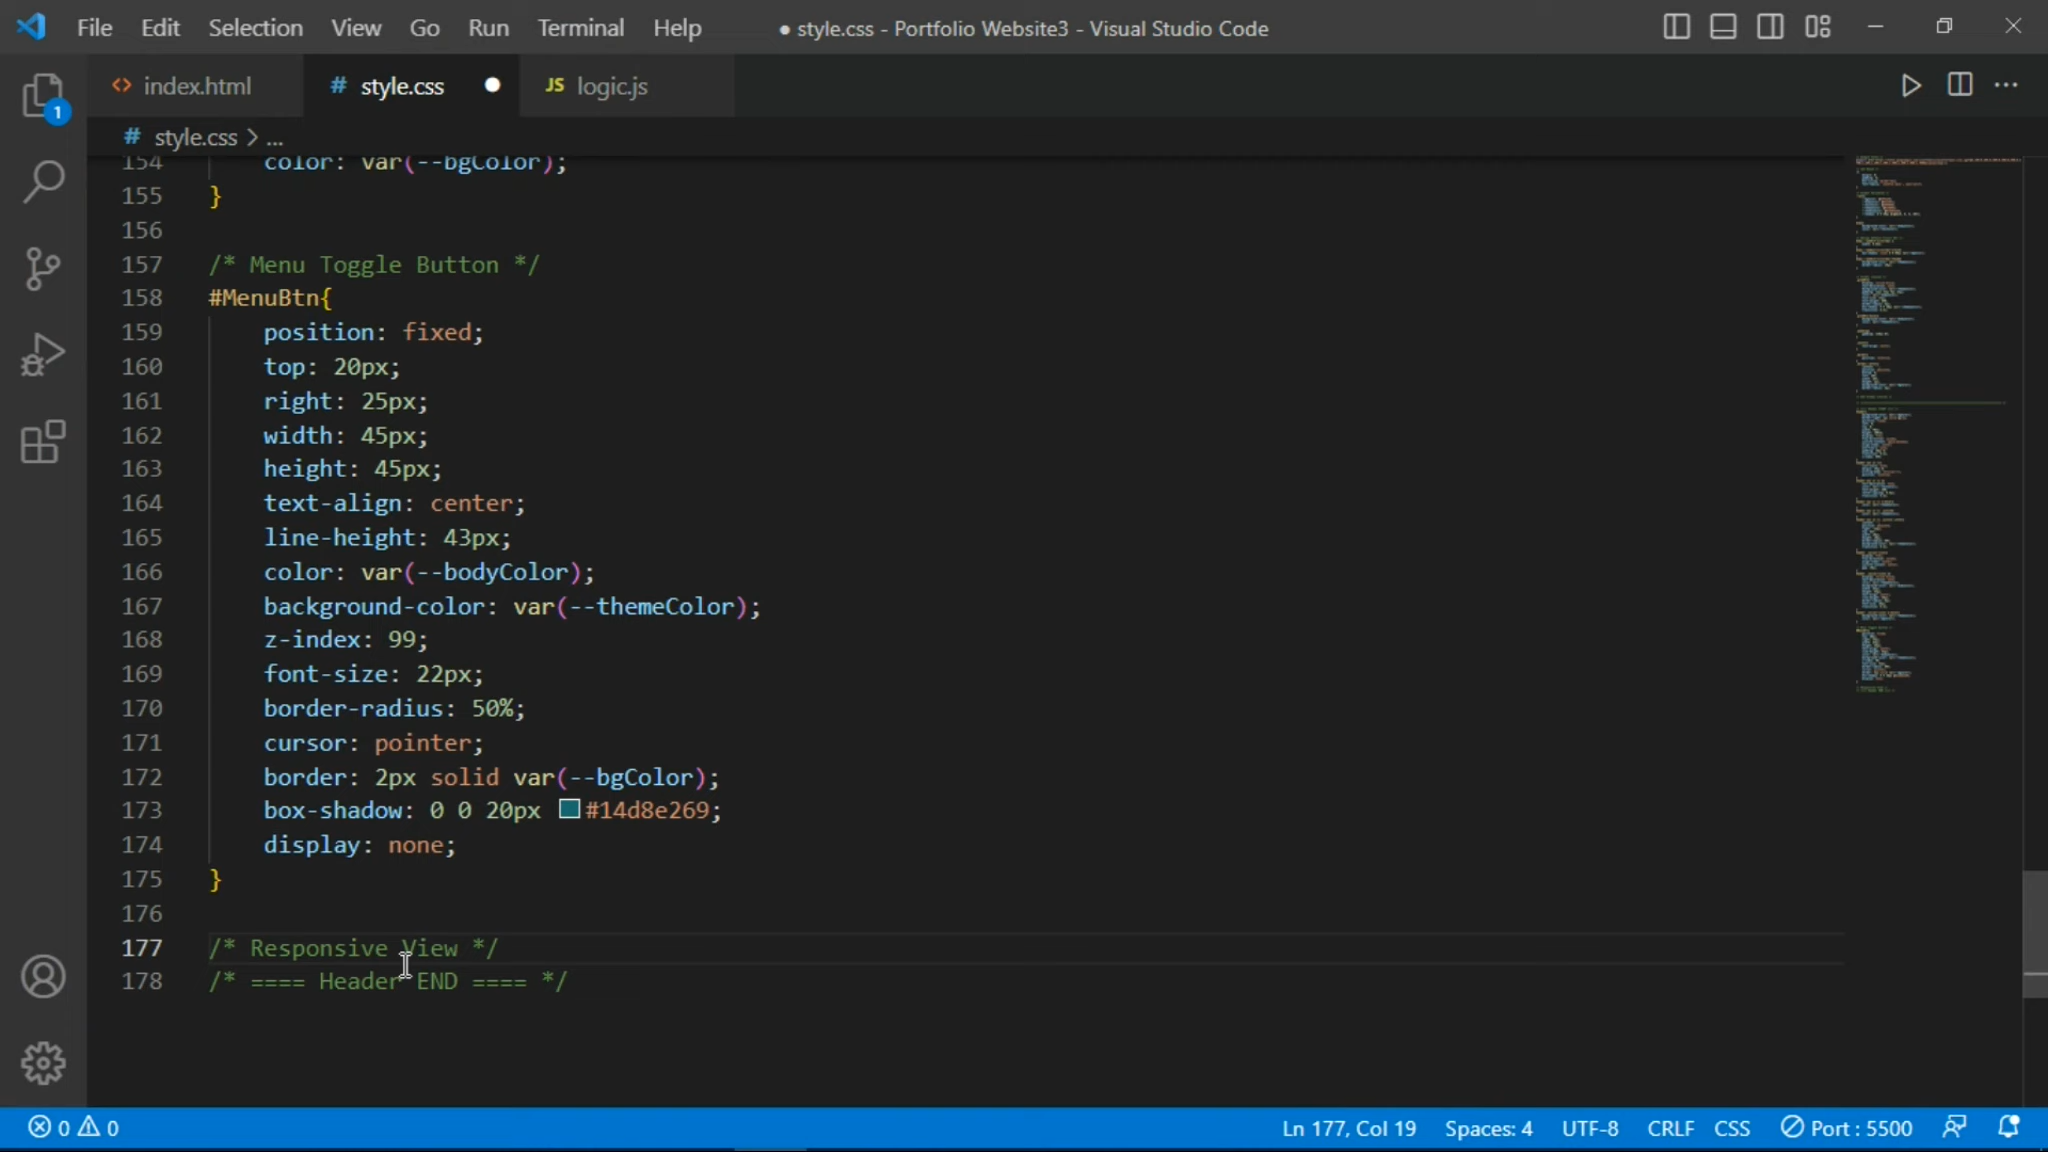 File Edit Selection View Go Run Terminal Help ● style.css - Portfolio Website3 - Visual Studio Code
1
<> index.html # style.css ● JS logic.js
# style.css > ...
154 color: var(--bgColor);
155 }
156
157 /* Menu Toggle Button */
158 #MenuBtn{
159 position: fixed;
160 top: 20px;
161 right: 25px;
162 width: 45px;
163 height: 45px;
164 text-align: center;
165 line-height: 43px;
166 color: var(--bodyColor);
167 background-color: var(--themeColor);
168 z-index: 99;
169 font-size: 22px;
170 border-radius: 50%;
171 cursor: pointer;
172 border: 2px solid var(--bgColor);
173 box-shadow: 0 0 20px #14d8e269;
174 display: none;
175 }
176
177 /* Responsive View */
178 /* ==== Header END ==== */
0 0 Ln 177, Col 19 Spaces: 4 UTF-8 CRLF CSS Port : 5500